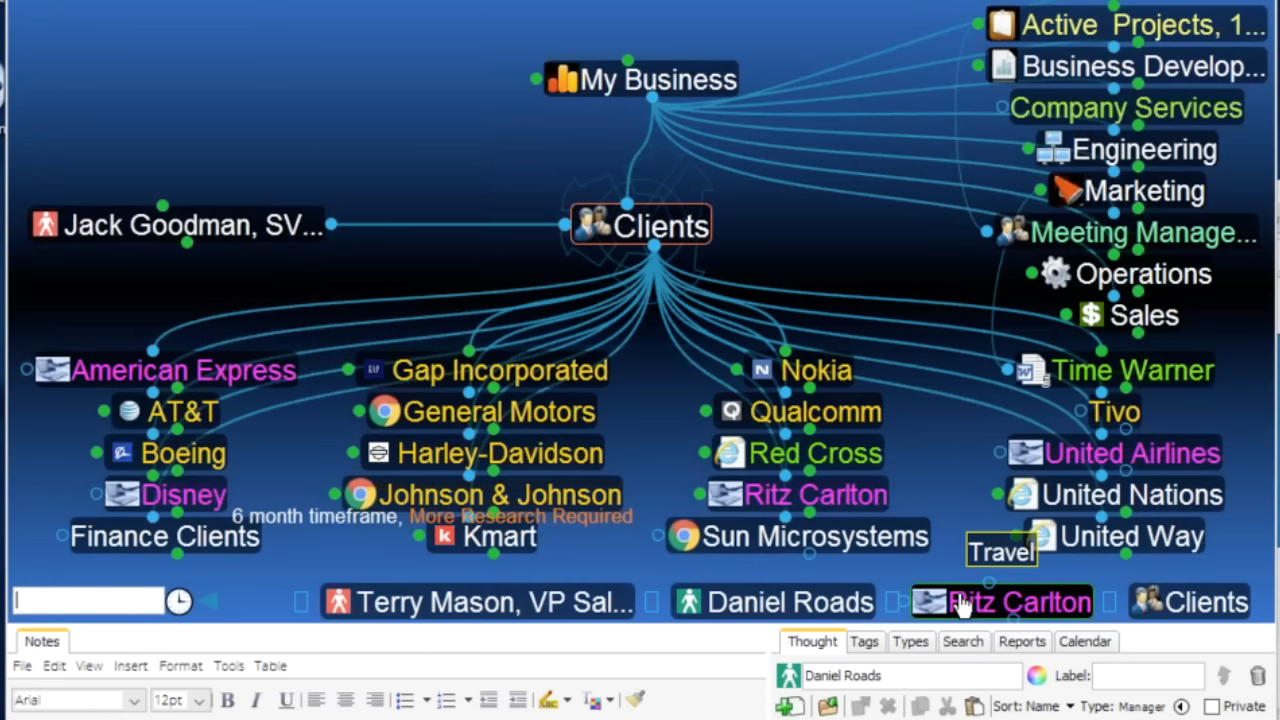 Active Projects, 1...
My Business
Business Develop...
Company Services
Engineering
Marketing
Jack Goodman, SV...
Clients
Meeting Manage...
Operations
Sales
American Express
Gap Incorporated
Nokia
Time Warner
AT&T
General Motors
Qualcomm
Tivo
Boeing
Harley-Davidson
Red Cross
United Airlines
Disney
Johnson & Johnson
Ritz Carlton
United Nations
6 month timeframe, More Research Required
Finance Clients
Kmart
Sun Microsystems
United Way
Travel
Terry Mason, VP Sal...
Daniel Roads
Ritz Carlton
Clients
Notes
Thought Tags Types Search Reports Calendar
File Edit View Insert Format Tools Table
Daniel Roads Label:
Arial 12pt B I U
Sort: Name Type: Manager Private